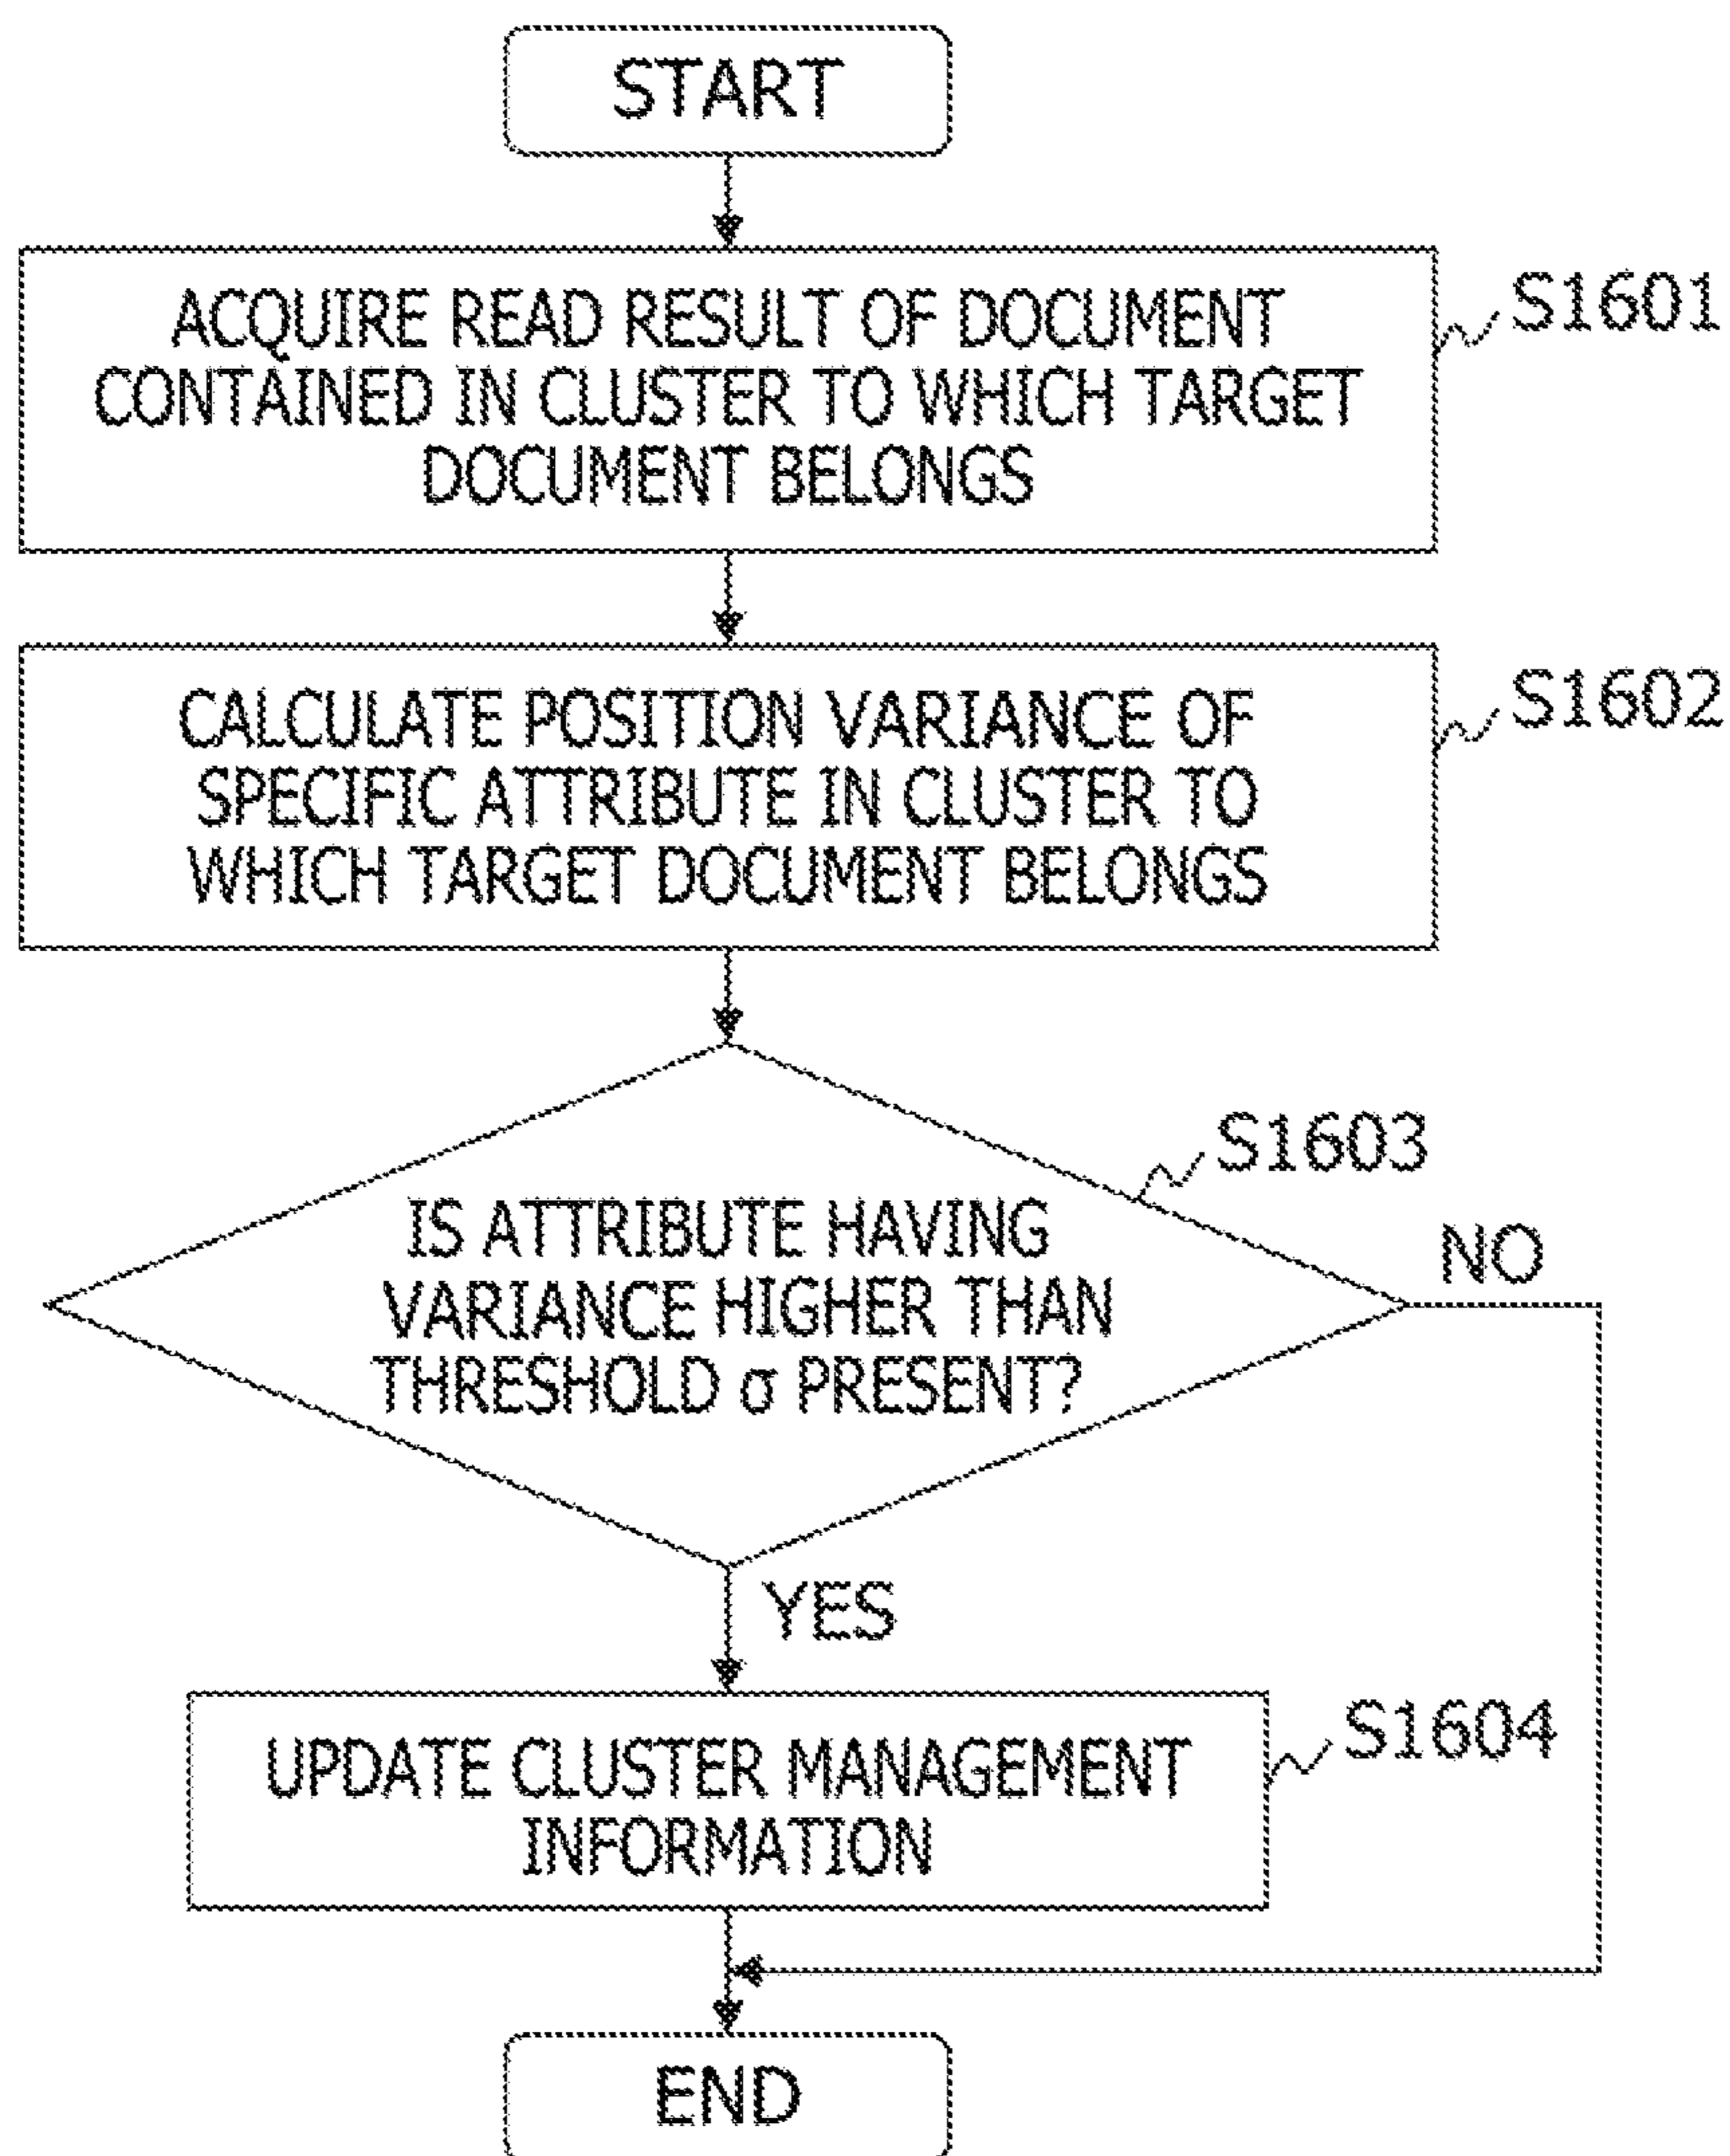 START
ACQUIRE READ RESULT OF DOCUMENT
CONTAINED IN CLUSTER TO WHICH TARGET
DOCUMENT BELONGS
S1601
CALCULATE POSITION VARIANCE OF
SPECIFIC ATTRIBUTE IN CLUSTER TO
WHICH TARGET DOCUMENT BELONGS
S1602
S1603
IS ATTRIBUTE HAVING
VARIANCE HIGHER THAN
THRESHOLD σ PRESENT?
NO
YES
UPDATE CLUSTER MANAGEMENT
INFORMATION
S1604
END